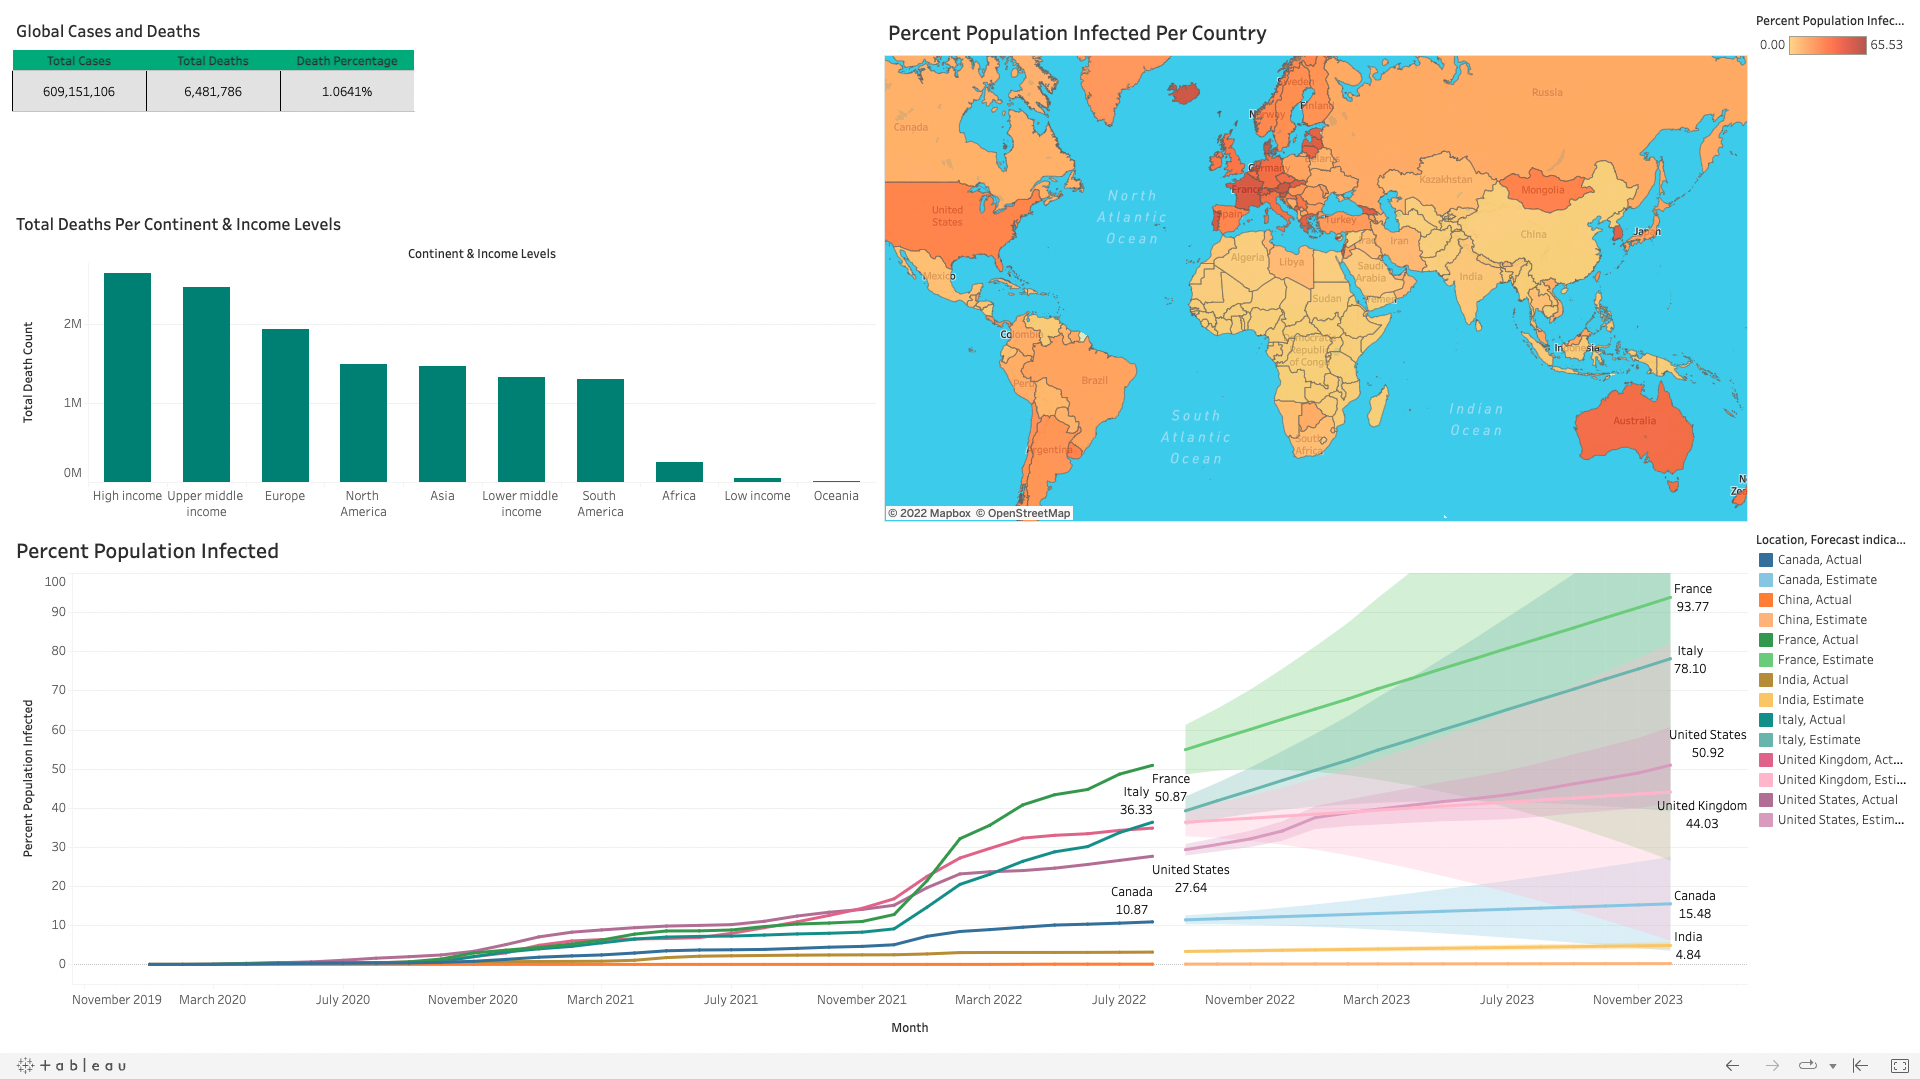 Global Cases and Deaths
Total Cases Total Deaths Death Percentage
609,151,106 6,481,786 1.0641%
Total Deaths Per Continent & Income Levels
Continent & Income Levels
Total Death Count
2M
1M
0M
High income
Upper middle
income
Europe
North
America
Asia
Lower middle
income
South
America
Africa
Low income
Oceania
Percent Population Infected Per Country
Canada
United
States
Mexico
Colombia
Peru
Brazil
Argentina
North
Atlantic
Ocean
South
Atlantic
Ocean
Indian
Ocean
Sweden
Finland
Norway
Russia
Belarus
Germany
France
Spain
Turkey
Kazakhstan
Mongolia
China
Japan
Iraq
Iran
Algeria
Libya
Saudi
Arabia
India
Sudan
Yemen
South
Africa
Indonesia
Australia
© 2022 Mapbox © OpenStreetMap
Percent Population Infec...
0.00 65.53
Percent Population Infected
Percent Population Infected
100
90
80
70
60
50
40
30
20
10
0
France
50.87
Italy
36.33
United States
27.64
Canada
10.87
France
93.77
Italy
78.10
United States
50.92
United Kingdom
44.03
Canada
15.48
India
4.84
November 2019 March 2020 July 2020 November 2020 March 2021 July 2021 November 2021 March 2022 July 2022 November 2022 March 2023 July 2023 November 2023
Month
Location, Forecast indica...
Canada, Actual
Canada, Estimate
China, Actual
China, Estimate
France, Actual
France, Estimate
India, Actual
India, Estimate
Italy, Actual
Italy, Estimate
United Kingdom, Act...
United Kingdom, Esti...
United States, Actual
United States, Estim...
+ableau